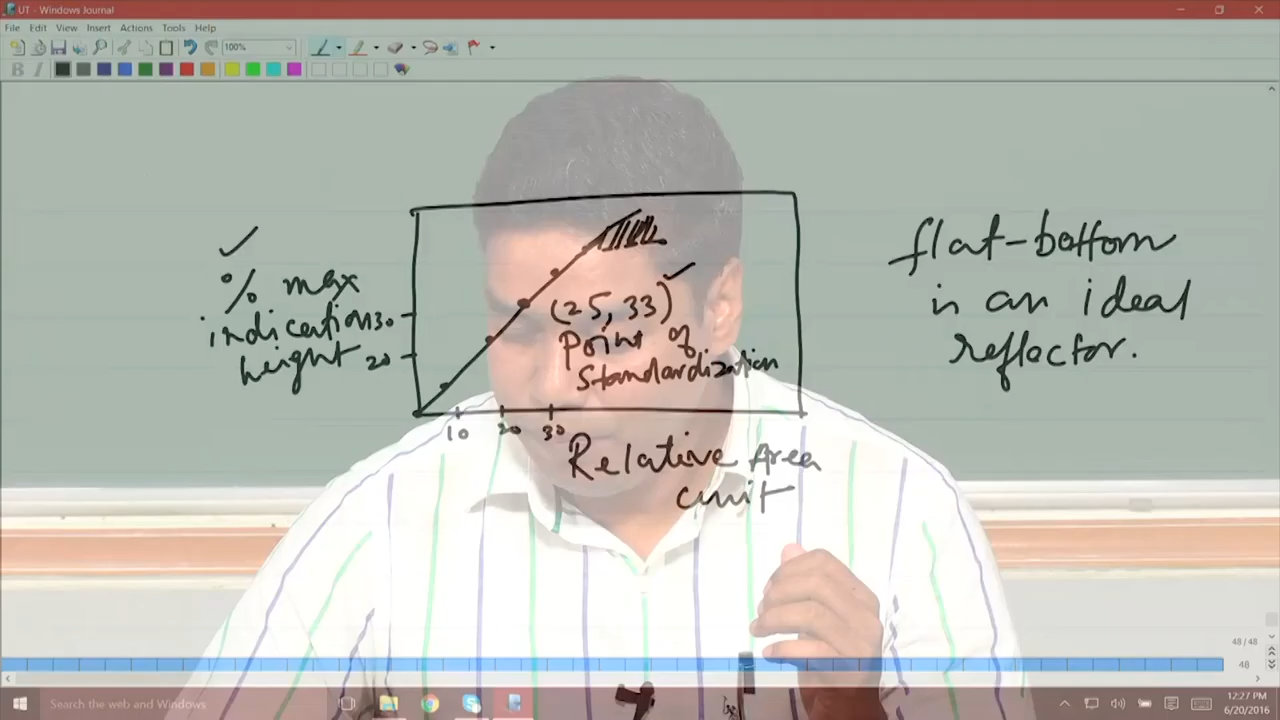 UT - Windows Journal
File Edit View Insert Actions Tools Help
100%
B I
✓
% max
indication
height
30
20
(25, 33) ✓
Point of
Standardization
10 20 30
Relative Area
unit
flat-bottom
is an ideal
reflector.
48 / 48
48
Search the web and Windows
12:27 PM
6/20/2016